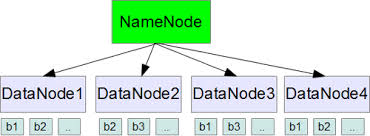 NameNode
DataNode1 DataNode2 DataNode3 DataNode4
b1 b2 .. b2 b3 .. b1 b3 .. b1 b2 ..